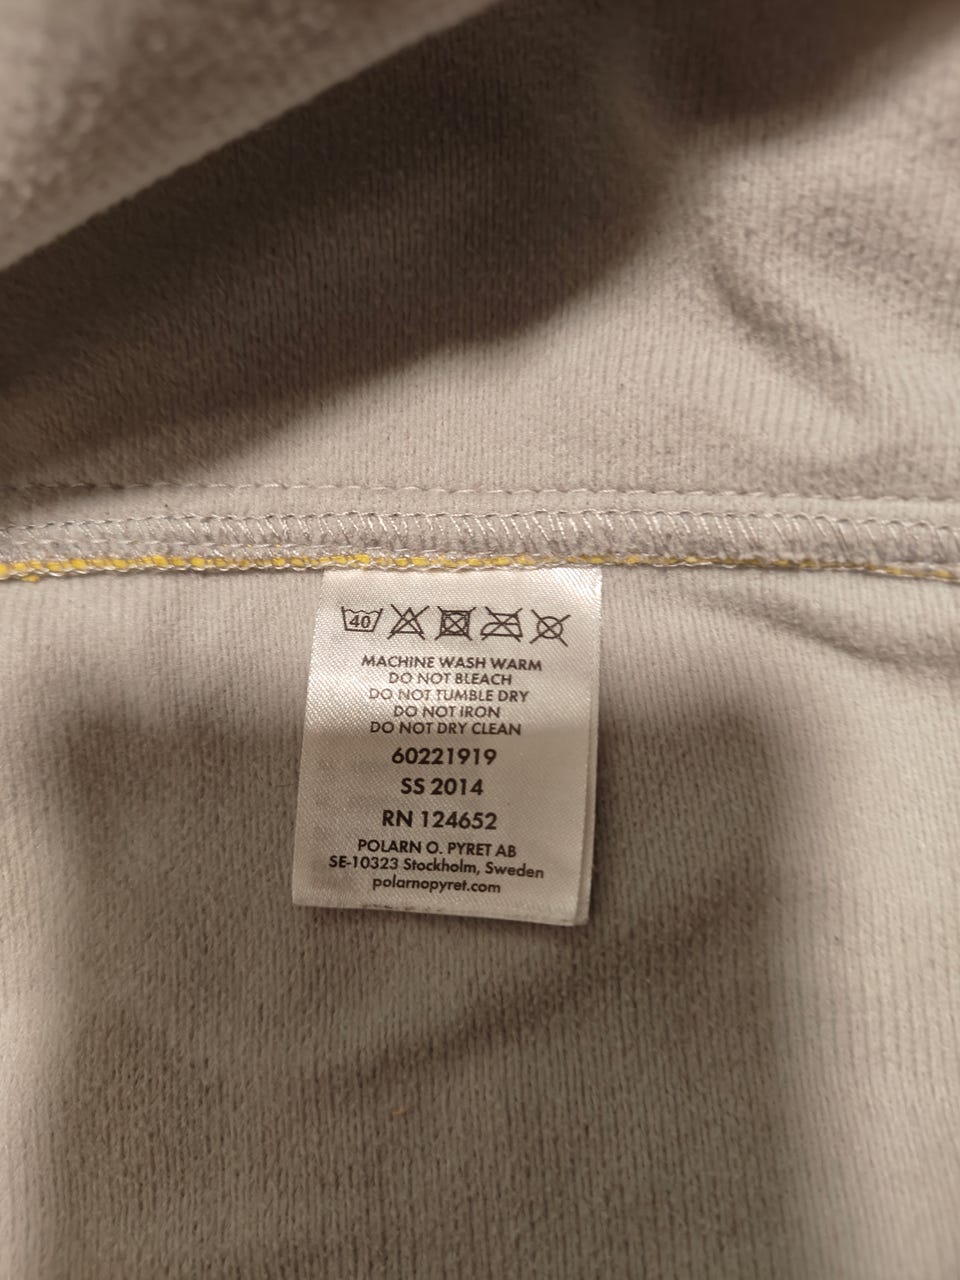 40
MACHINE WASH WARM
DO NOT BLEACH
DO NOT TUMBLE DRY
DO NOT IRON
DO NOT DRY CLEAN
60221919
SS 2014
RN 124652
POLARN O. PYRET AB
SE-10323 Stockholm, Sweden
polarnopyret.com